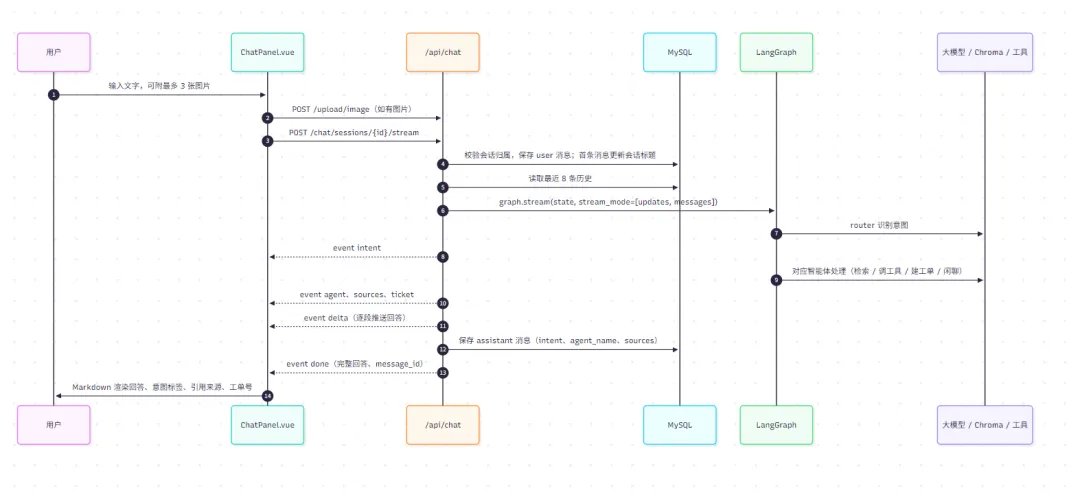 用户
ChatPanel.vue
/api/chat
MySQL
LangGraph
大模型 / Chroma / 工具
1 输入文字，可附最多 3 张图片
2 POST /upload/image（如有图片）
3 POST /chat/sessions/{id}/stream
4 校验会话归属，保存 user 消息；首条消息更新会话标题
5 读取最近 8 条历史
6 graph.stream(state, stream_mode=[updates, messages])
7 router 识别意图
event intent 8
9 对应智能体处理（检索 / 调工具 / 建工单 / 闲聊）
event agent、sources、ticket 10
event delta（逐段推送回答） 11
12 保存 assistant 消息（intent、agent_name、sources）
event done（完整回答、message_id） 13
Markdown 渲染回答、意图标签、引用来源、工单号 14
用户
ChatPanel.vue
/api/chat
MySQL
LangGraph
大模型 / Chroma / 工具